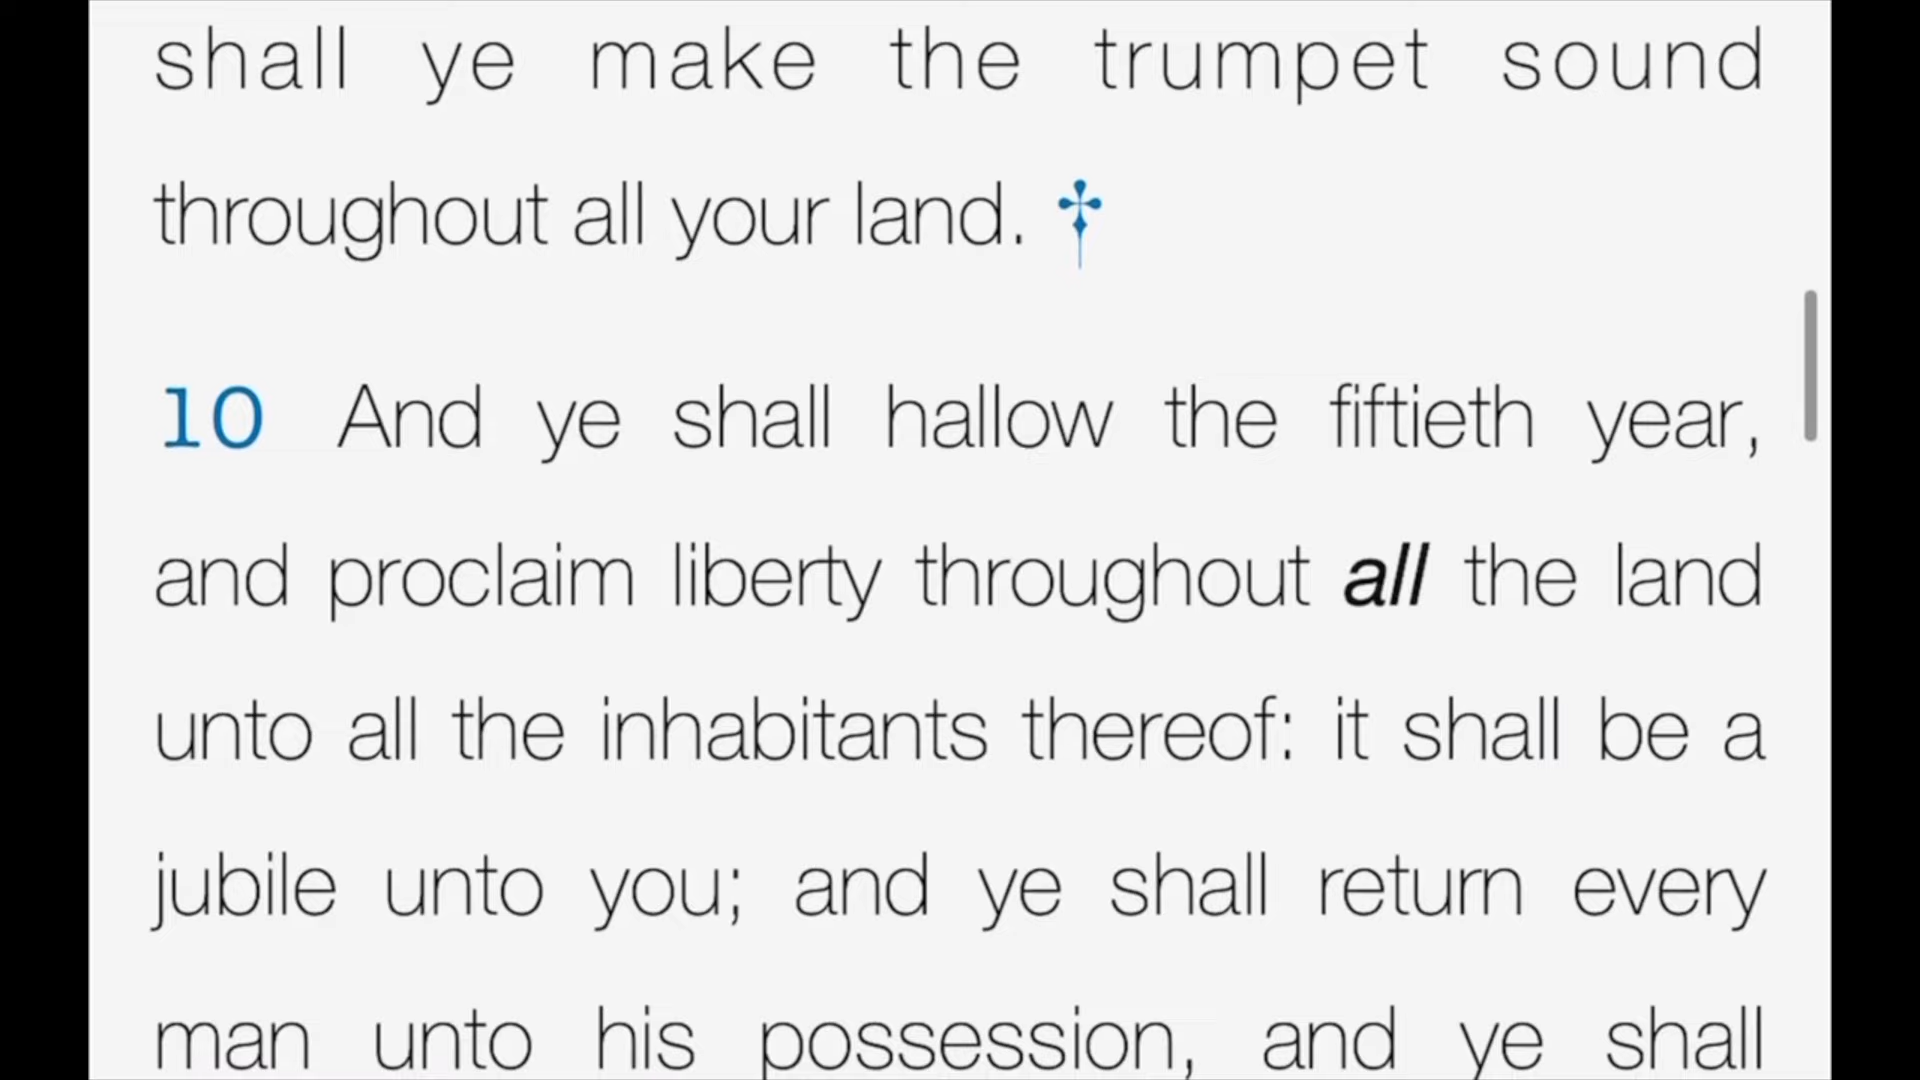 shall ye make the trumpet sound
throughout all your land. †
10 And ye shall hallow the fiftieth year,
and proclaim liberty throughout all the land
unto all the inhabitants thereof: it shall be a
jubile unto you; and ye shall return every
man unto his possession, and ye shall